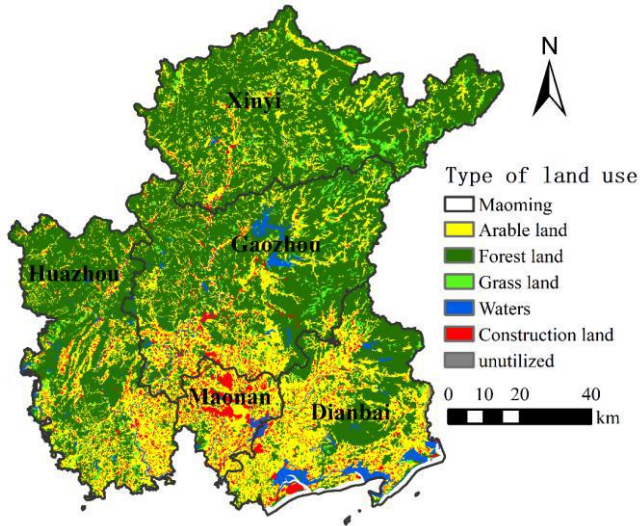 N
Xinyi
Gaozhou
Huazhou
Maonan
Dianbai
Type of land use
Maoming
Arable land
Forest land
Grass land
Waters
Construction land
unutilized
0 20 40
km